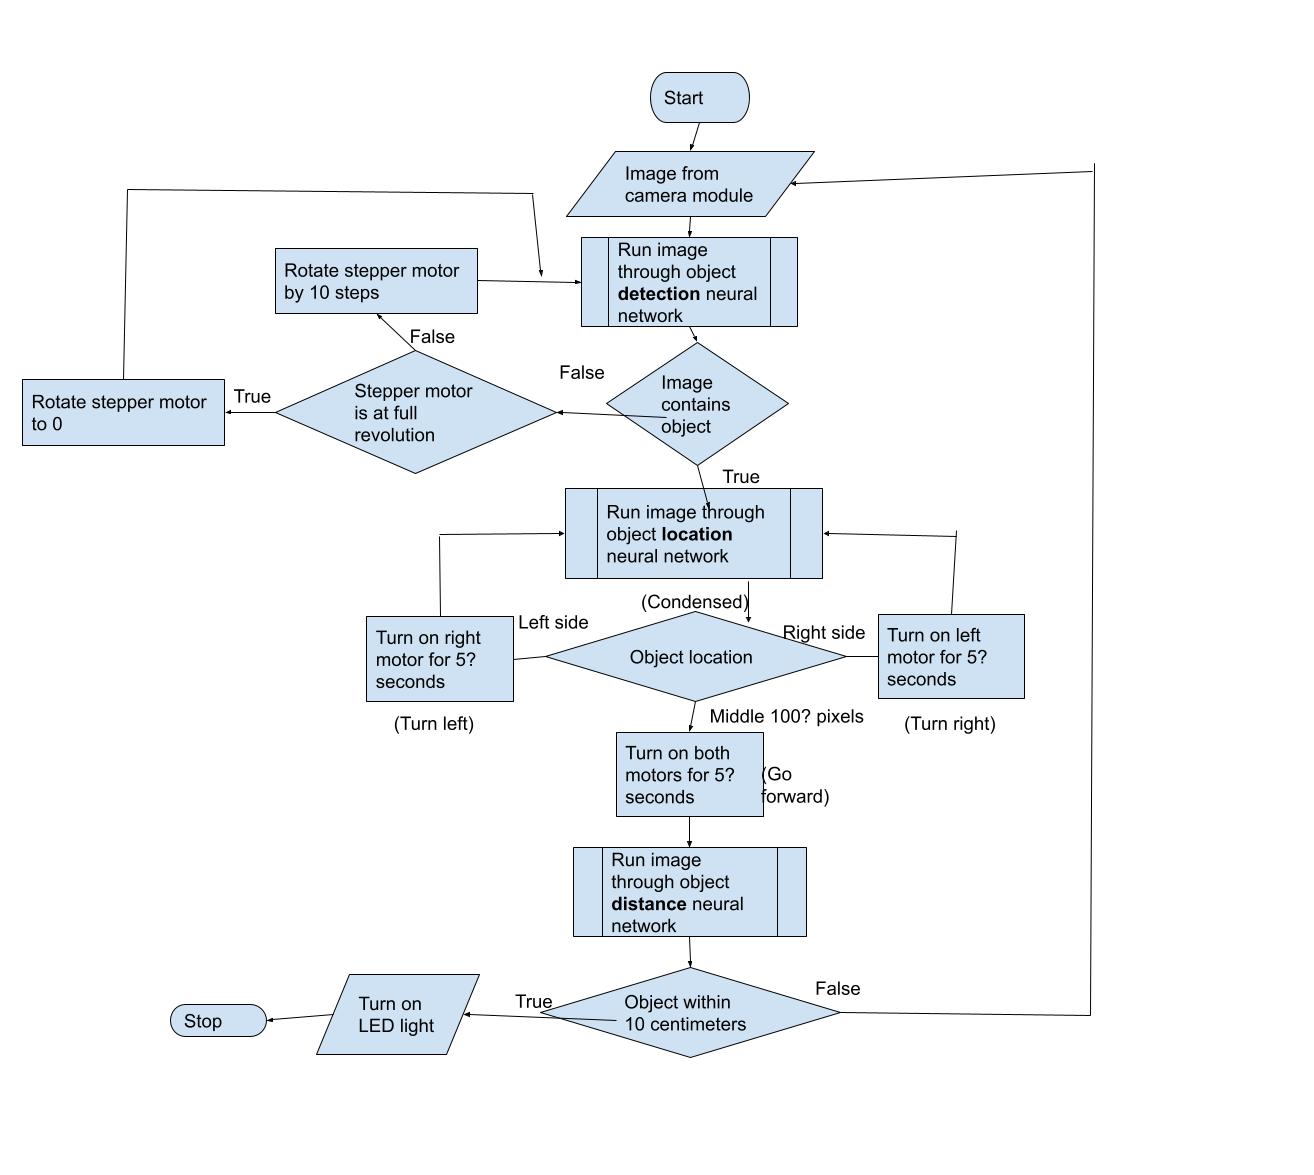 Start
Image from
camera module
Run image
through object
detection neural
network
Rotate stepper motor
by 10 steps
False
False
Image
contains
object
Stepper motor
is at full
revolution
True
Rotate stepper motor
to 0
True
Run image through
object location
neural network
(Condensed)
Left side
Right side
Object location
Turn on right
motor for 5?
seconds
(Turn left)
Turn on left
motor for 5?
seconds
(Turn right)
Middle 100? pixels
Turn on both
motors for 5?
seconds
(Go
forward)
Run image
through object
distance neural
network
Object within
10 centimeters
False
True
Turn on
LED light
Stop